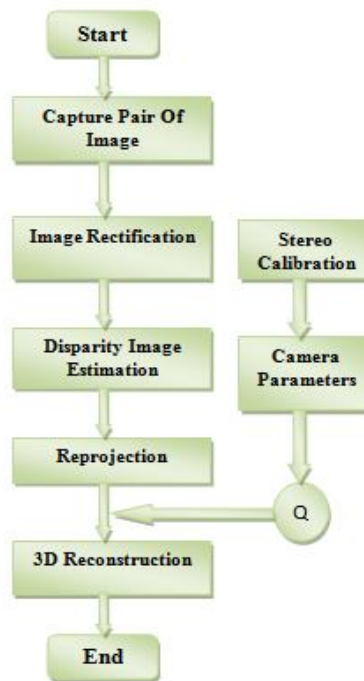 Start
Capture Pair Of
Image
Image Rectification
Stereo
Calibration
Disparity Image
Estimation
Camera
Parameters
Reprojection
Q
3D Reconstruction
End